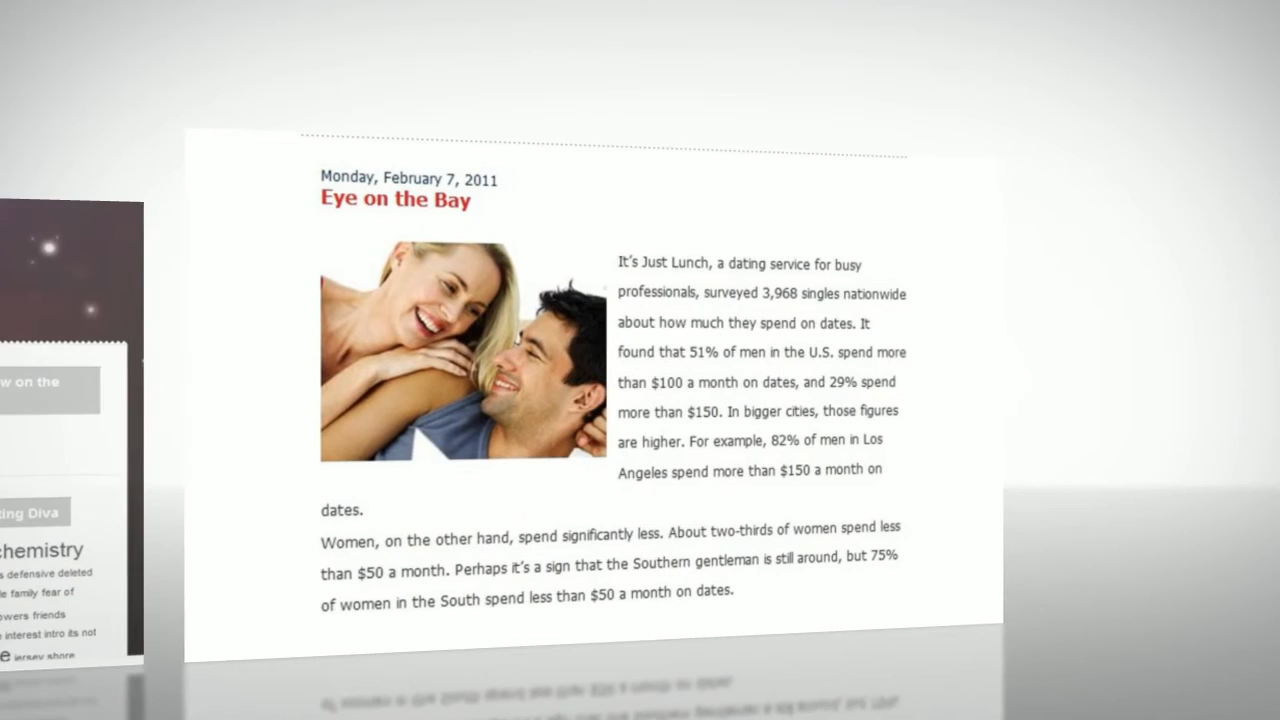 Monday, February 7, 2011
Eye on the Bay
It's Just Lunch, a dating service for busy
professionals, surveyed 3,968 singles nationwide
about how much they spend on dates. It
found that 51% of men in the U.S. spend more
than $100 a month on dates, and 29% spend
more than $150. In bigger cities, those figures
are higher. For example, 82% of men in Los
Angeles spend more than $150 a month on
dates.
Women, on the other hand, spend significantly less. About two-thirds of women spend less
than $50 a month. Perhaps it's a sign that the Southern gentleman is still around, but 75%
of women in the South spend less than $50 a month on dates.
w on the
ting Diva
chemistry
s defensive deleted
le family fear of
owers friends
e interest intro its not
e jersey shore